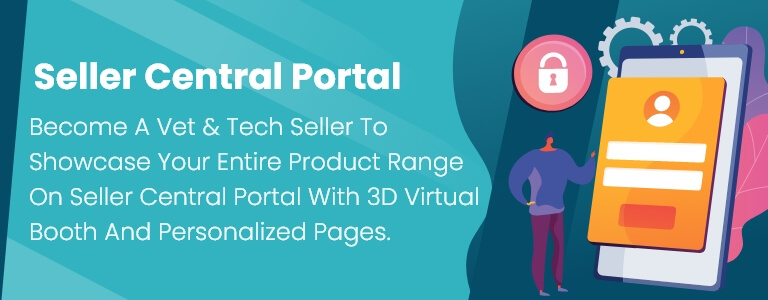 Seller Central Portal
Become A Vet & Tech Seller To
Showcase Your Entire Product Range
On Seller Central Portal With 3D Virtual
Booth And Personalized Pages.